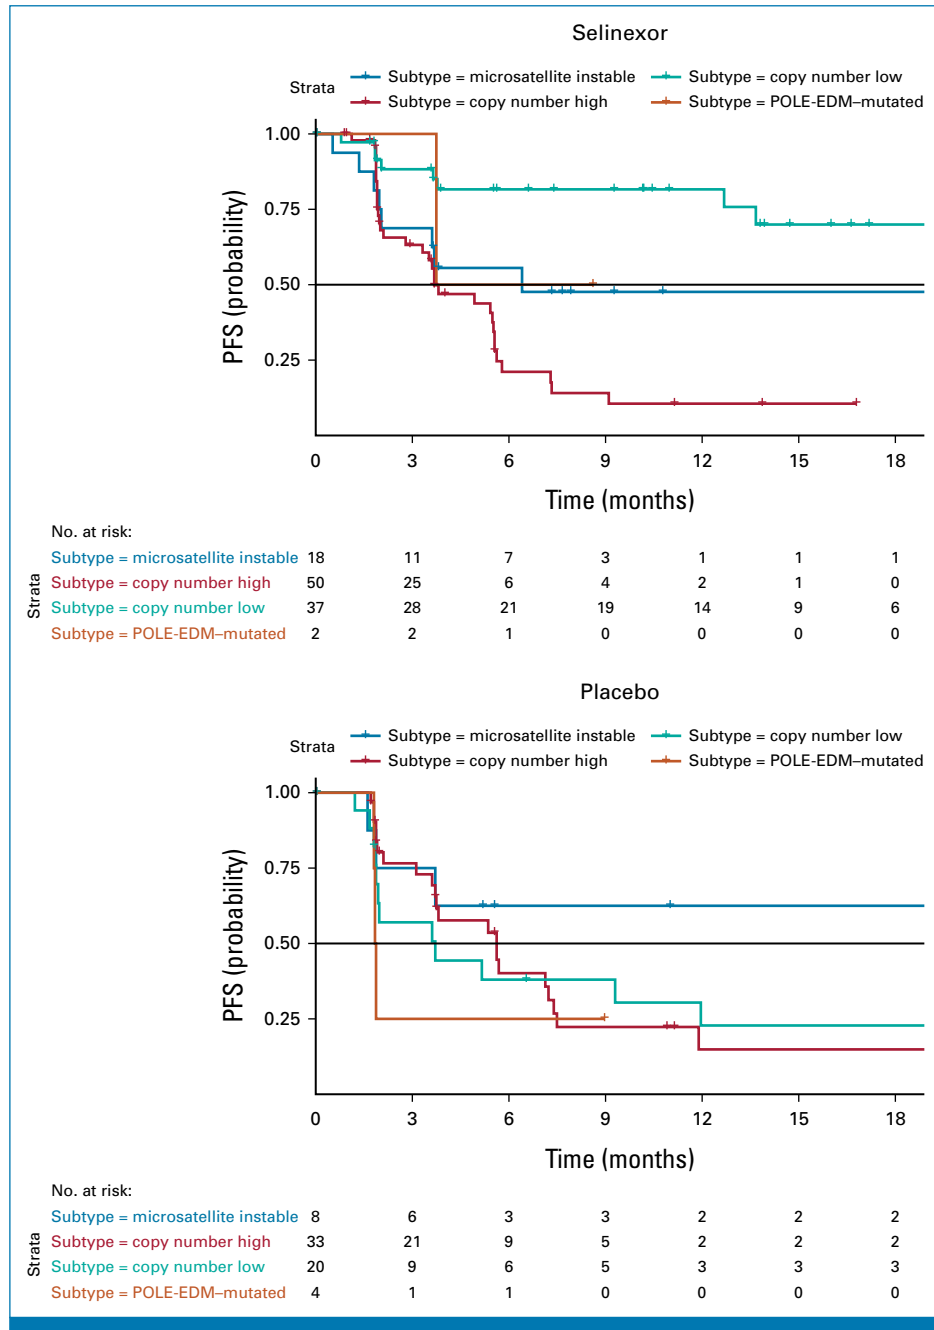 Selinexor
Strata
Subtype = microsatellite instable
Subtype = copy number low
Subtype = copy number high
Subtype = POLE-EDM–mutated
PFS (probability)
1.00
0.75
0.50
0.25
0 3 6 9 12 15 18
Time (months)
No. at risk:
Strata
Subtype = microsatellite instable 18 11 7 3 1 1 1
Subtype = copy number high 50 25 6 4 2 1 0
Subtype = copy number low 37 28 21 19 14 9 6
Subtype = POLE-EDM–mutated 2 2 1 0 0 0 0
Placebo
Strata
Subtype = microsatellite instable
Subtype = copy number low
Subtype = copy number high
Subtype = POLE-EDM–mutated
PFS (probability)
1.00
0.75
0.50
0.25
0 3 6 9 12 15 18
Time (months)
No. at risk:
Strata
Subtype = microsatellite instable 8 6 3 3 2 2 2
Subtype = copy number high 33 21 9 5 2 2 2
Subtype = copy number low 20 9 6 5 3 3 3
Subtype = POLE-EDM–mutated 4 1 1 0 0 0 0